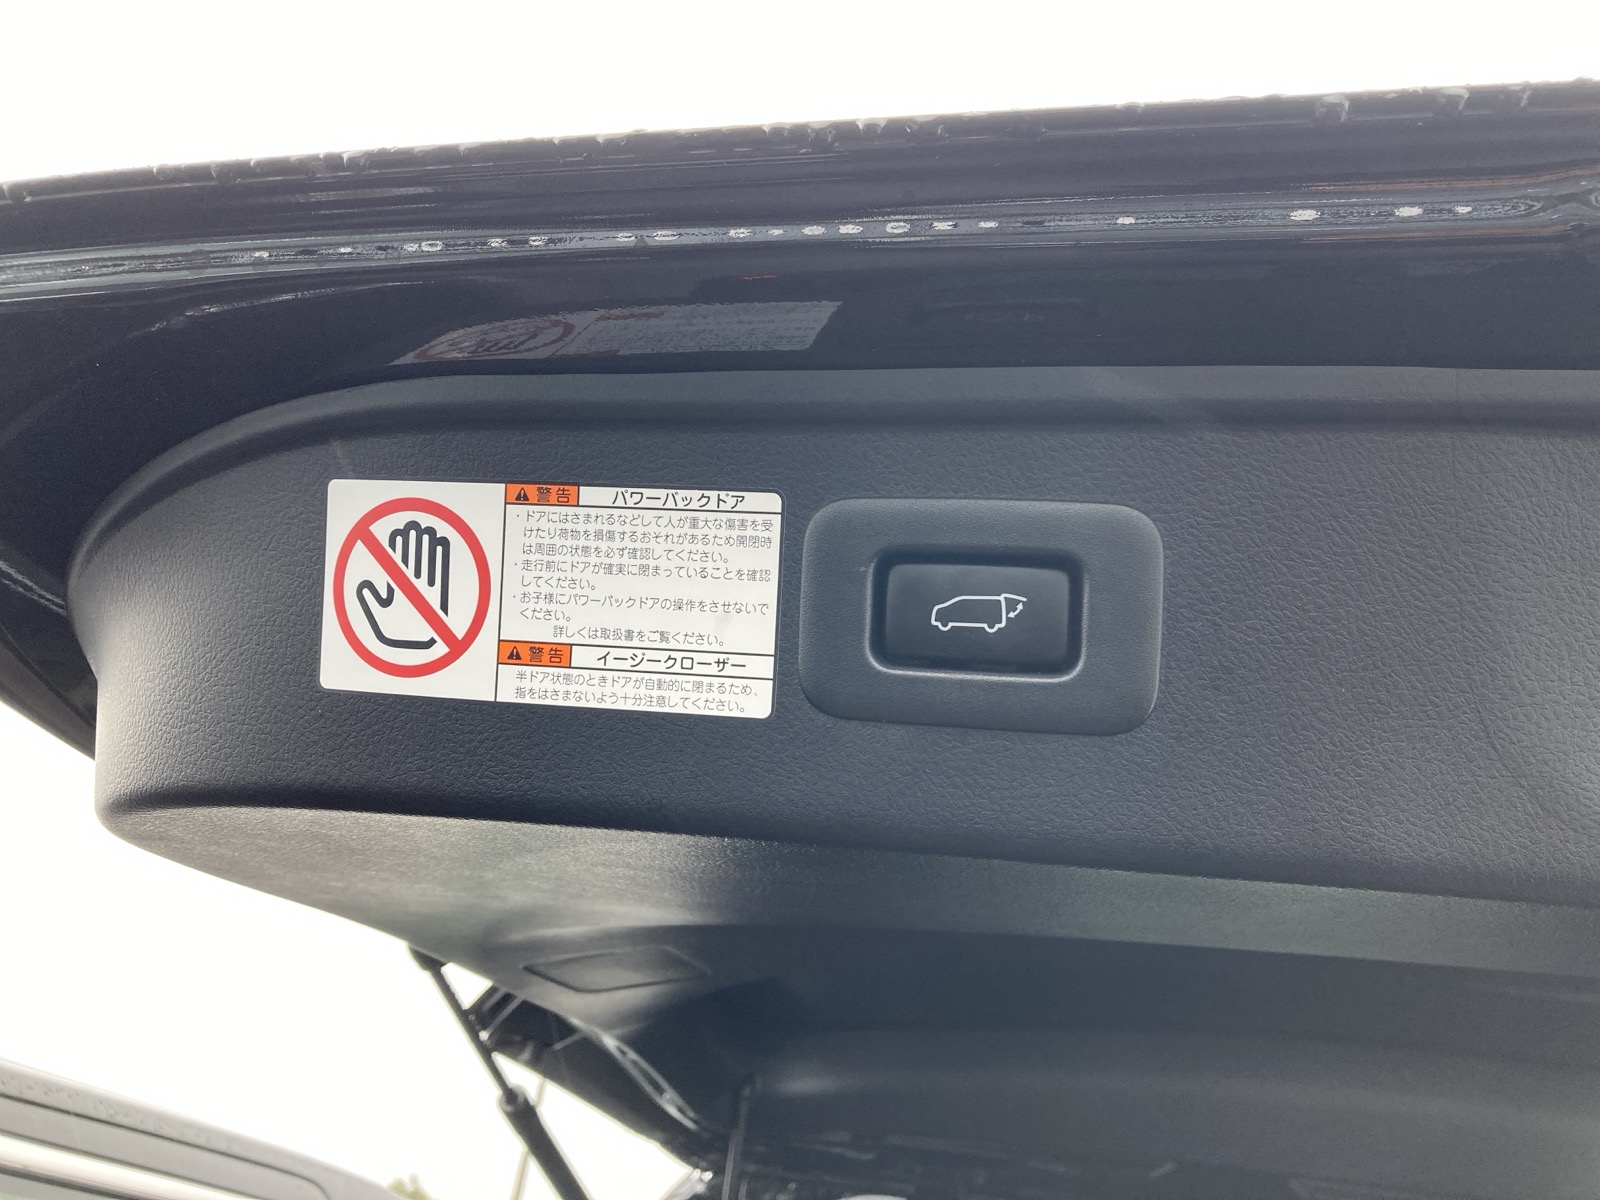 警告 パワーバックドア
・ドアにはさまれるなどして人が重大な傷害を受
けたり荷物を損傷するおそれがあるため開閉時
は周囲の状態を必ず確認してください。
・走行前にドアが確実に閉まっていることを確認
してください。
・お子様にパワーバックドアの操作をさせないで
ください。
詳しくは取扱書をご覧ください。
警告 イージークローザー
半ドア状態のときドアが自動的に閉まるため、
指をはさまないよう十分注意してください。